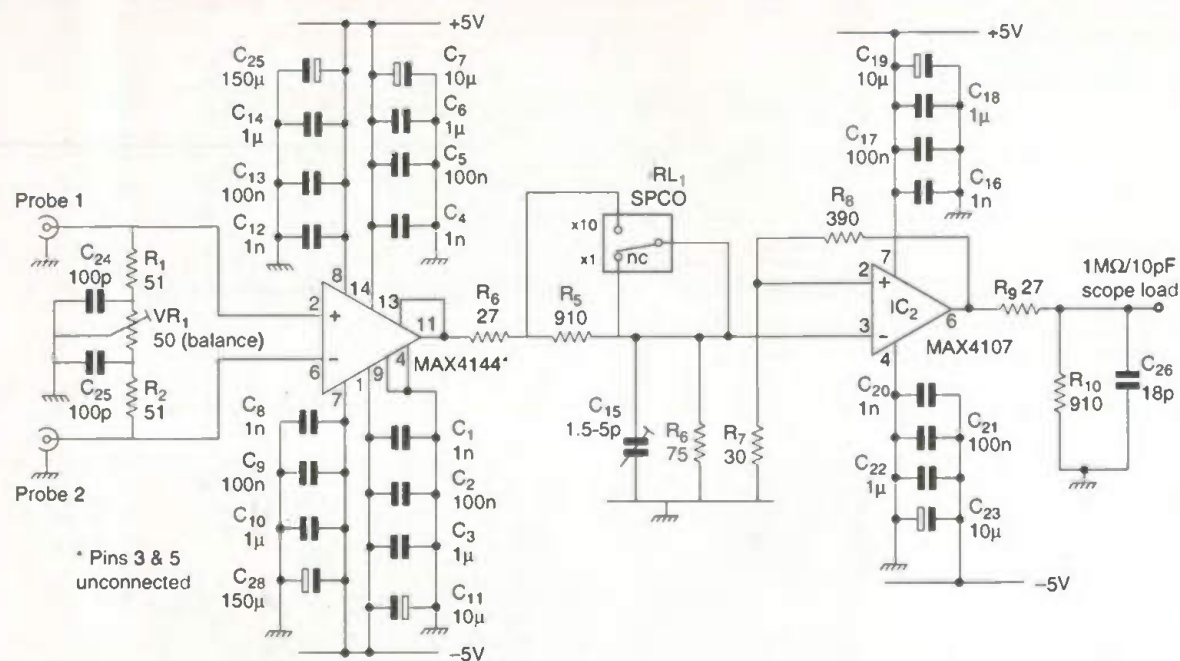 +5V
C25
150µ
C7
10µ
C14
1µ
C6
1µ
C13
100n
C5
100n
C12
1n
C4
1n
Probe 1
C24
100p
R1
51
VR1
50 (balance)
C25
100p
R2
51
Probe 2
* Pins 3 & 5
unconnected
2
+
6
−
8
14
13
11
4
9
1
7
MAX4144*
C8
1n
C9
100n
C10
1µ
C28
150µ
C1
1n
C2
100n
C3
1µ
C11
10µ
−5V
R6
27
R5
910
RL1
SPCO
x10
x1
nc
C15
1.5-5p
R6
75
R7
30
R8
390
+5V
C19
10µ
C18
1µ
C17
100n
C16
1n
7
2
+
3
−
IC2
6
4
MAX4107
C20
1n
C21
100n
C22
1µ
C23
10µ
−5V
R9 27
1MΩ/10pF
scope load
R10
910
C26
18p